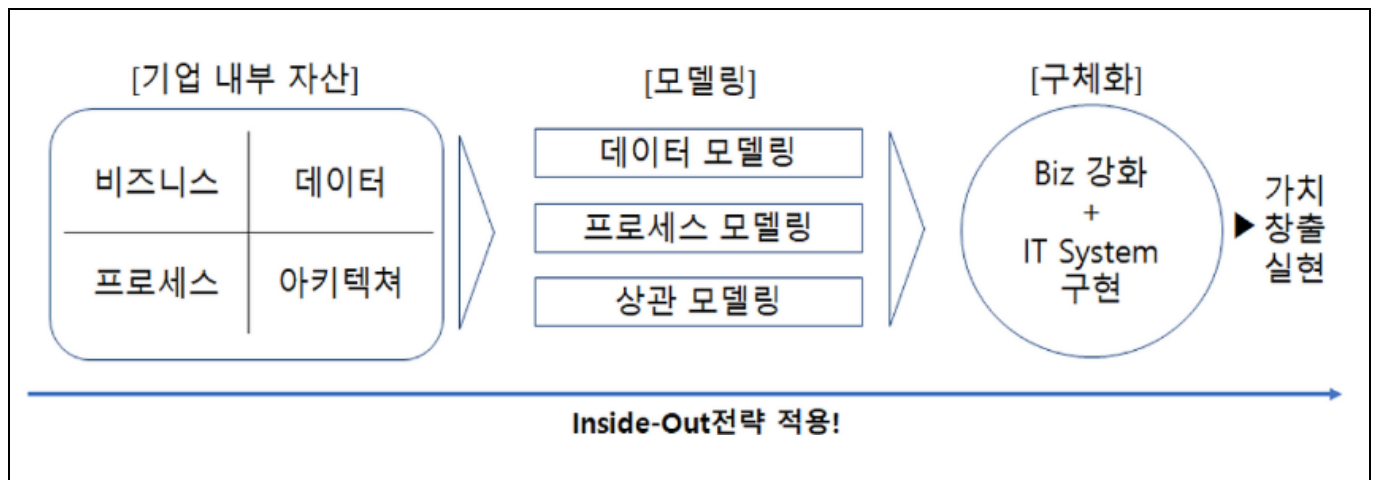 [기업 내부 자산]
비즈니스 데이터
프로세스 아키텍쳐
[모델링]
데이터 모델링
프로세스 모델링
상관 모델링
[구체화]
Biz 강화
+
IT System
구현
가치
창출
실현
Inside-Out전략 적용!